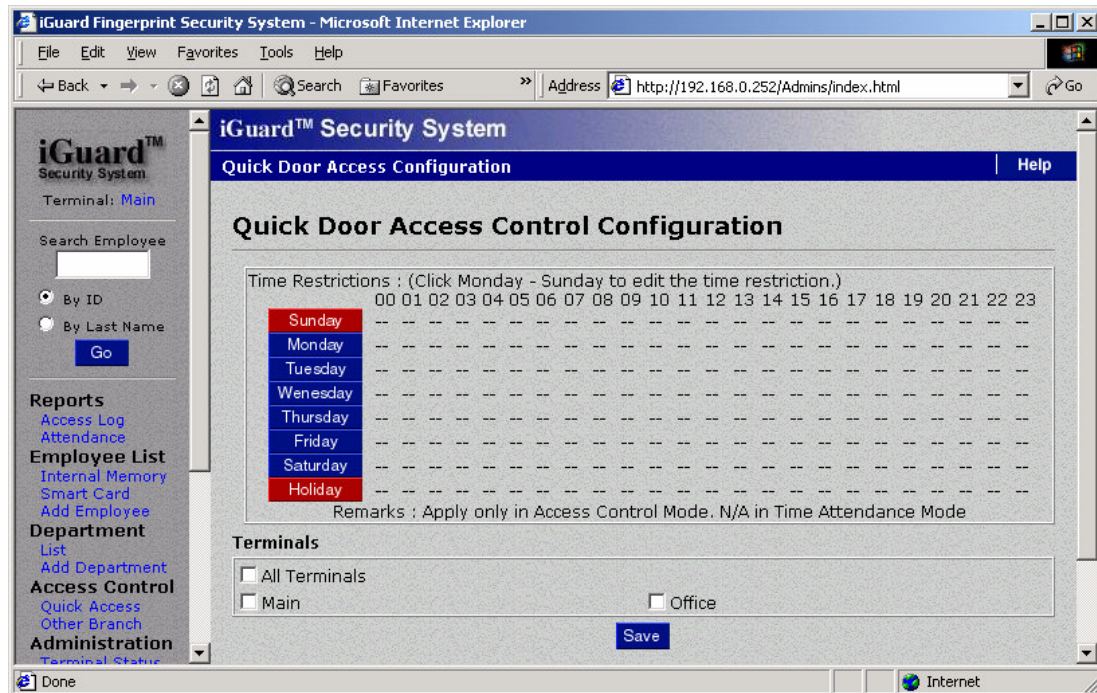 iGuard Fingerprint Security System - Microsoft Internet Explorer
File Edit View Favorites Tools Help
Back Search Favorites » Address http://192.168.0.252/Admins/index.html Go
iGuard™
Security System
Terminal: Main
Search Employee
By ID
By Last Name
Go
Reports
Access Log
Attendance
Employee List
Internal Memory
Smart Card
Add Employee
Department
List
Add Department
Access Control
Quick Access
Other Branch
Administration
Terminal Status
iGuard™ Security System
Quick Door Access Configuration | Help
Quick Door Access Control Configuration
Time Restrictions : (Click Monday - Sunday to edit the time restriction.)
00 01 02 03 04 05 06 07 08 09 10 11 12 13 14 15 16 17 18 19 20 21 22 23
Sunday -- -- -- -- -- -- -- -- -- -- -- -- -- -- -- -- -- -- -- -- -- -- -- --
Monday -- -- -- -- -- -- -- -- -- -- -- -- -- -- -- -- -- -- -- -- -- -- -- --
Tuesday -- -- -- -- -- -- -- -- -- -- -- -- -- -- -- -- -- -- -- -- -- -- -- --
Wenesday -- -- -- -- -- -- -- -- -- -- -- -- -- -- -- -- -- -- -- -- -- -- -- --
Thursday -- -- -- -- -- -- -- -- -- -- -- -- -- -- -- -- -- -- -- -- -- -- -- --
Friday -- -- -- -- -- -- -- -- -- -- -- -- -- -- -- -- -- -- -- -- -- -- -- --
Saturday -- -- -- -- -- -- -- -- -- -- -- -- -- -- -- -- -- -- -- -- -- -- -- --
Holiday -- -- -- -- -- -- -- -- -- -- -- -- -- -- -- -- -- -- -- -- -- -- -- --
Remarks : Apply only in Access Control Mode. N/A in Time Attendance Mode
Terminals
All Terminals
Main Office
Save
Done Internet